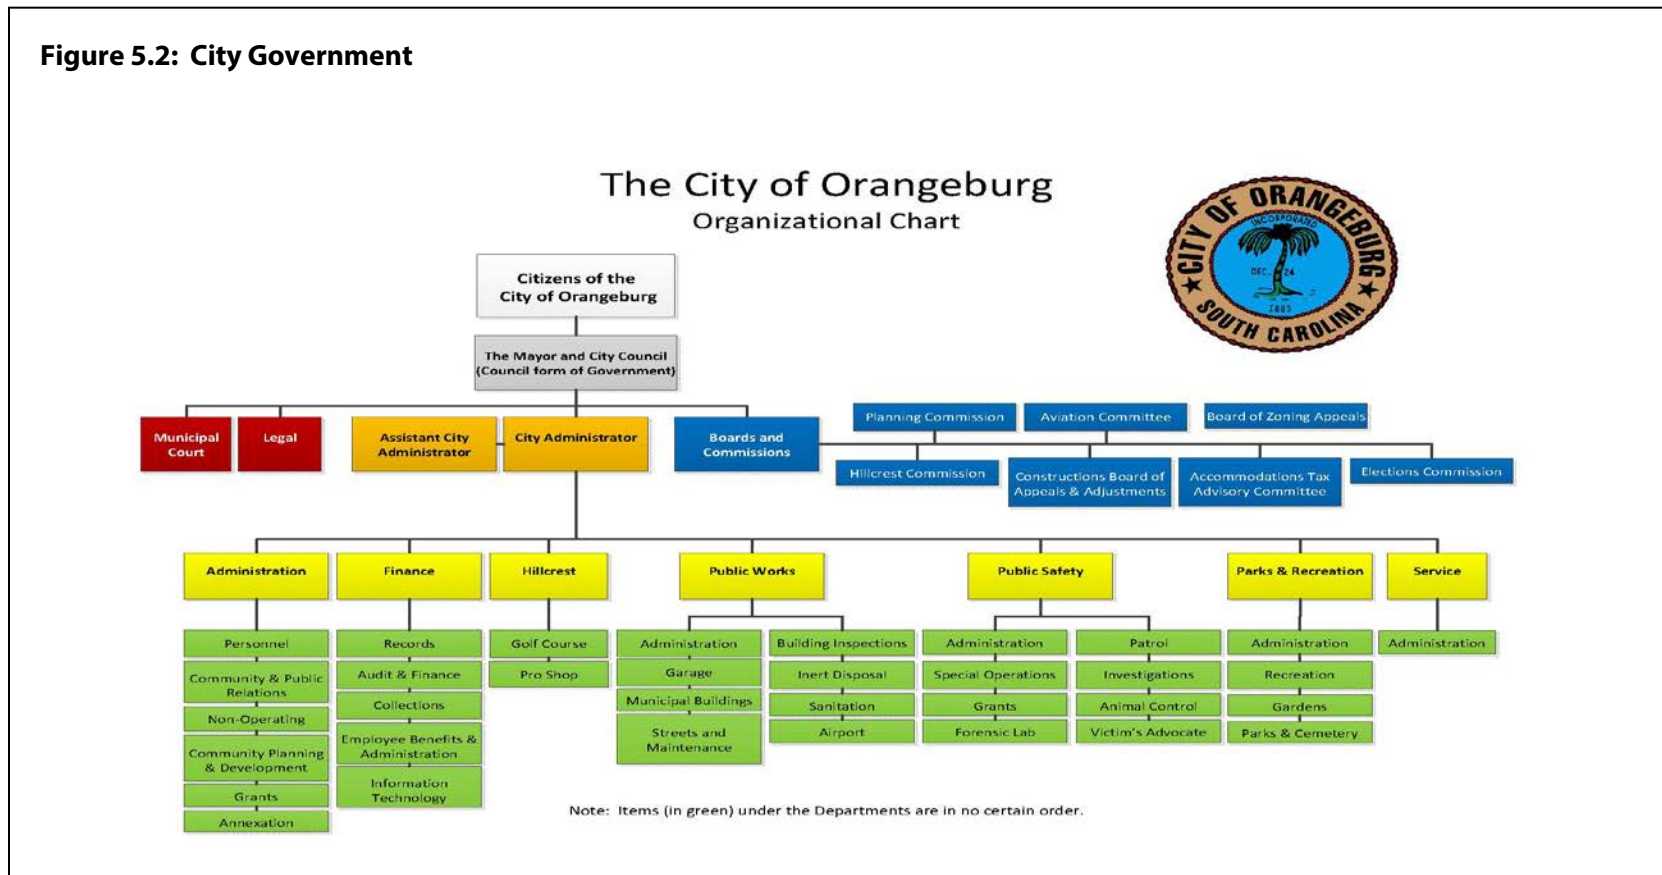 Figure 5.2: City Government
The City of Orangeburg
Organizational Chart
CITY OF ORANGEBURG
SOUTH CAROLINA
INCORPORATED
DEC. 24
1883
Citizens of the
City of Orangeburg
The Mayor and City Council
(Council form of Government)
Municipal
Court
Legal
Assistant City
Administrator
City Administrator
Boards and
Commissions
Planning Commission
Aviation Committee
Board of Zoning Appeals
Hillcrest Commission
Constructions Board of
Appeals & Adjustments
Accommodations Tax
Advisory Committee
Elections Commission
Administration
Finance
Hillcrest
Public Works
Public Safety
Parks & Recreation
Service
Personnel
Community & Public
Relations
Non-Operating
Community Planning
& Development
Grants
Annexation
Records
Audit & Finance
Collections
Employee Benefits &
Administration
Information
Technology
Golf Course
Pro Shop
Administration
Garage
Municipal Buildings
Streets and
Maintenance
Building Inspections
Inert Disposal
Sanitation
Airport
Administration
Special Operations
Grants
Forensic Lab
Patrol
Investigations
Animal Control
Victim's Advocate
Administration
Recreation
Gardens
Parks & Cemetery
Administration
Note: Items (in green) under the Departments are in no certain order.